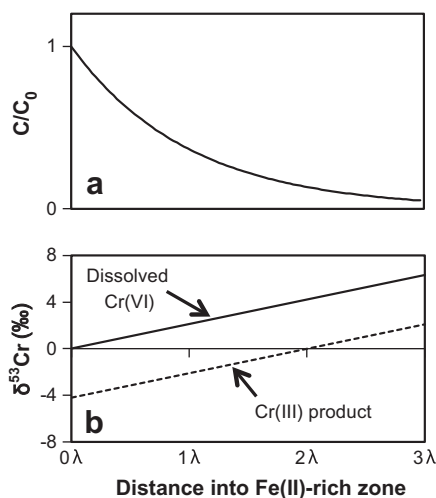 1
C/C₀
0
a
8
4
0
-4
-8
δ⁵³Cr (‰)
Dissolved
Cr(VI)
Cr(III) product
b
0λ 1λ 2λ 3λ
Distance into Fe(II)-rich zone